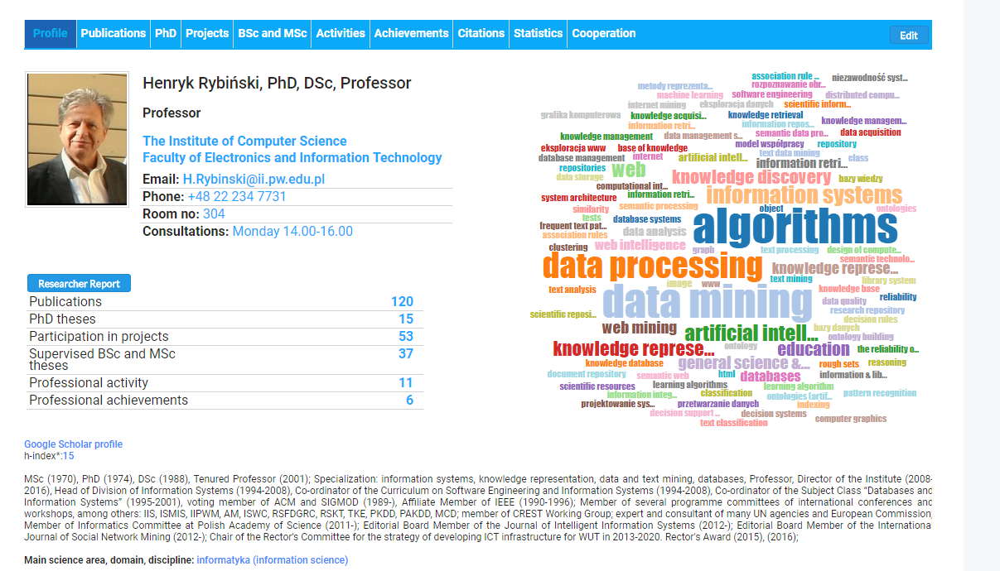 Profile Publications PhD Projects BSc and MSc Activities Achievements Citations Statistics Cooperation Edit
Henryk Rybiński, PhD, DSc, Professor
Professor
The Institute of Computer Science
Faculty of Electronics and Information Technology
Email: H.Rybinski@ii.pw.edu.pl
Phone: +48 22 234 7731
Room no: 304
Consultations: Monday 14.00-16.00
Researcher Report
Publications 120
PhD theses 15
Participation in projects 53
Supervised BSc and MSc
theses 37
Professional activity 11
Professional achievements 6
association rule ... niezawodność syst...
metody reprezenta... rozpoznawanie obr...
machine learning software engineering distributed compu...
internet mining eksploracja danych scientific inform...
grafika komputerowa knowledge acquisi... knowledge retrieval
information retri... information repos... knowledge managem...
knowledge management data management s... semantic data pro... data acquisition
eksploracja www base of knowledge model współpracy repository
database management internet artificial intell... text data mining class
repositories web information retri...
data storage knowledge discovery bazy wiedzy
computational int...
system architecture information retri... information systems
similarity semantic processing object ontologies
tests database systems algorithms
frequent text pat...
association rules data analysis
clustering web intelligence graph text processing design of compute...
data processing semantic technolo...
knowledge represe...
text mining library system
text analysis image www knowledge base
data mining data quality reliability
scientific reposi... research repository
decision rules
web mining artificial intell... bazy danych
ontology building
knowledge represe... ontology education the reliability o...
knowledge database general science &... rough sets reasoning
document repository semantic web html databases information & lib...
scientific resources learning algorithms learning algorithm
information integ... classification ontologies (artif... pattern recognition
projektowanie sys... przetwarzanie danych indexing
decision support ... decision systems computer graphics
text classification
Google Scholar profile
h-index*:15
MSc (1970), PhD (1974), DSc (1988), Tenured Professor (2001); Specialization: information systems, knowledge representation, data and text mining, databases, Professor, Director of the Institute (2008-
2016), Head of Division of Information Systems (1994-2008), Co-ordinator of the Curriculum on Software Engineering and Information Systems (1994-2008), Co-ordinator of the Subject Class “Databases and
Information Systems” (1995-2001), voting member of ACM and SIGMOD (1989-), Affiliate Member of IEEE (1990-1996); Member of several programme committees of international conferences and
workshops, among others: IIS, ISMIS, IIPWM, AM, ISWC, RSFDGRC, RSKT, TKE, PKDD, PAKDD, MCD; member of CREST Working Group; expert and consultant of many UN agencies and European Commission;
Member of Informatics Committee at Polish Academy of Science (2011-); Editorial Board Member of the Journal of Intelligent Information Systems (2012-); Editorial Board Member of the Internationa
Journal of Social Network Mining (2012-); Chair of the Rector's Committee for the strategy of developing ICT infrastructure for WUT in 2013-2020. Rector's Award (2015), (2016);
Main science area, domain, discipline: informatyka (information science)